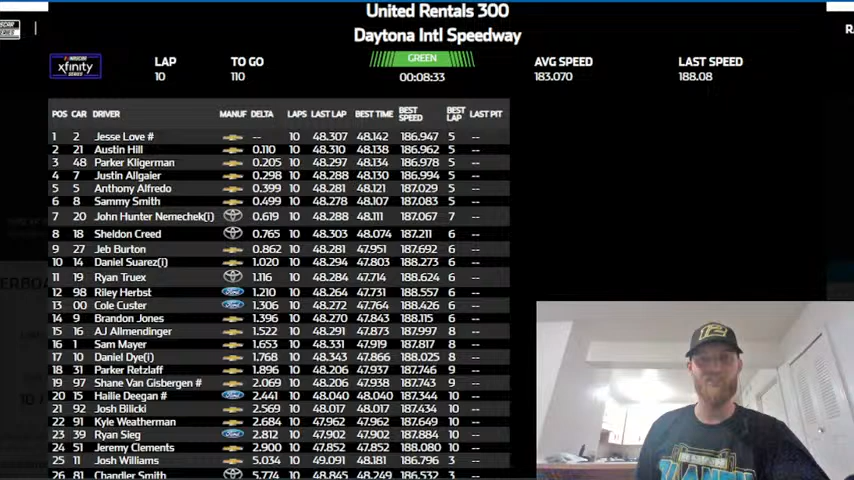 United Rentals 300
Daytona Intl Speedway
xfinity
SERIES
LAP TO GO GREEN AVG SPEED LAST SPEED
10 110 00:08:33 183.070 188.08
POS CAR DRIVER MANUF DELTA LAPS LAST LAP BEST TIME BEST SPEED BEST LAP LAST PIT
1 2 Jesse Love # -- 10 48.307 48.142 186.947 5 --
2 21 Austin Hill 0.110 10 48.310 48.138 186.962 5 --
3 48 Parker Kligerman 0.205 10 48.297 48.134 186.978 5 --
4 7 Justin Allgaier 0.298 10 48.288 48.130 186.994 5 --
5 5 Anthony Alfredo 0.399 10 48.281 48.121 187.029 5 --
6 8 Sammy Smith 0.499 10 48.278 48.107 187.083 5 --
7 20 John Hunter Nemechek(i) 0.619 10 48.288 48.111 187.067 7 --
8 18 Sheldon Creed 0.765 10 48.303 48.074 187.211 6 --
9 27 Jeb Burton 0.862 10 48.281 47.951 187.692 6 --
10 14 Daniel Suarez(i) 1.020 10 48.294 47.803 188.273 6 --
11 19 Ryan Truex 1.116 10 48.284 47.714 188.624 6 --
12 98 Riley Herbst 1.210 10 48.264 47.731 188.557 6 --
13 00 Cole Custer 1.306 10 48.272 47.764 188.426 6 --
14 9 Brandon Jones 1.396 10 48.270 47.843 188.115 6 --
15 16 AJ Allmendinger 1.522 10 48.291 47.873 187.997 8 --
16 1 Sam Mayer 1.653 10 48.331 47.919 187.817 8 --
17 10 Daniel Dye(i) 1.768 10 48.343 47.866 188.025 8 --
18 31 Parker Retzlaff 1.896 10 48.206 47.937 187.746 9 --
19 97 Shane Van Gisbergen # 2.069 10 48.206 47.938 187.743 9 --
20 15 Hailie Deegan # 2.441 10 48.040 48.040 187.344 10 --
21 92 Josh Bilicki 2.569 10 48.017 48.017 187.434 10 --
22 91 Kyle Weatherman 2.684 10 47.962 47.962 187.649 10 --
23 39 Ryan Sieg 2.812 10 47.902 47.902 187.884 10 --
24 51 Jeremy Clements 2.900 10 47.852 47.852 188.080 10 --
25 11 Josh Williams 5.034 10 49.091 48.181 186.796 3 --
26 81 Chandler Smith 5.774 10 48.845 48.249 186.532 3 --
12